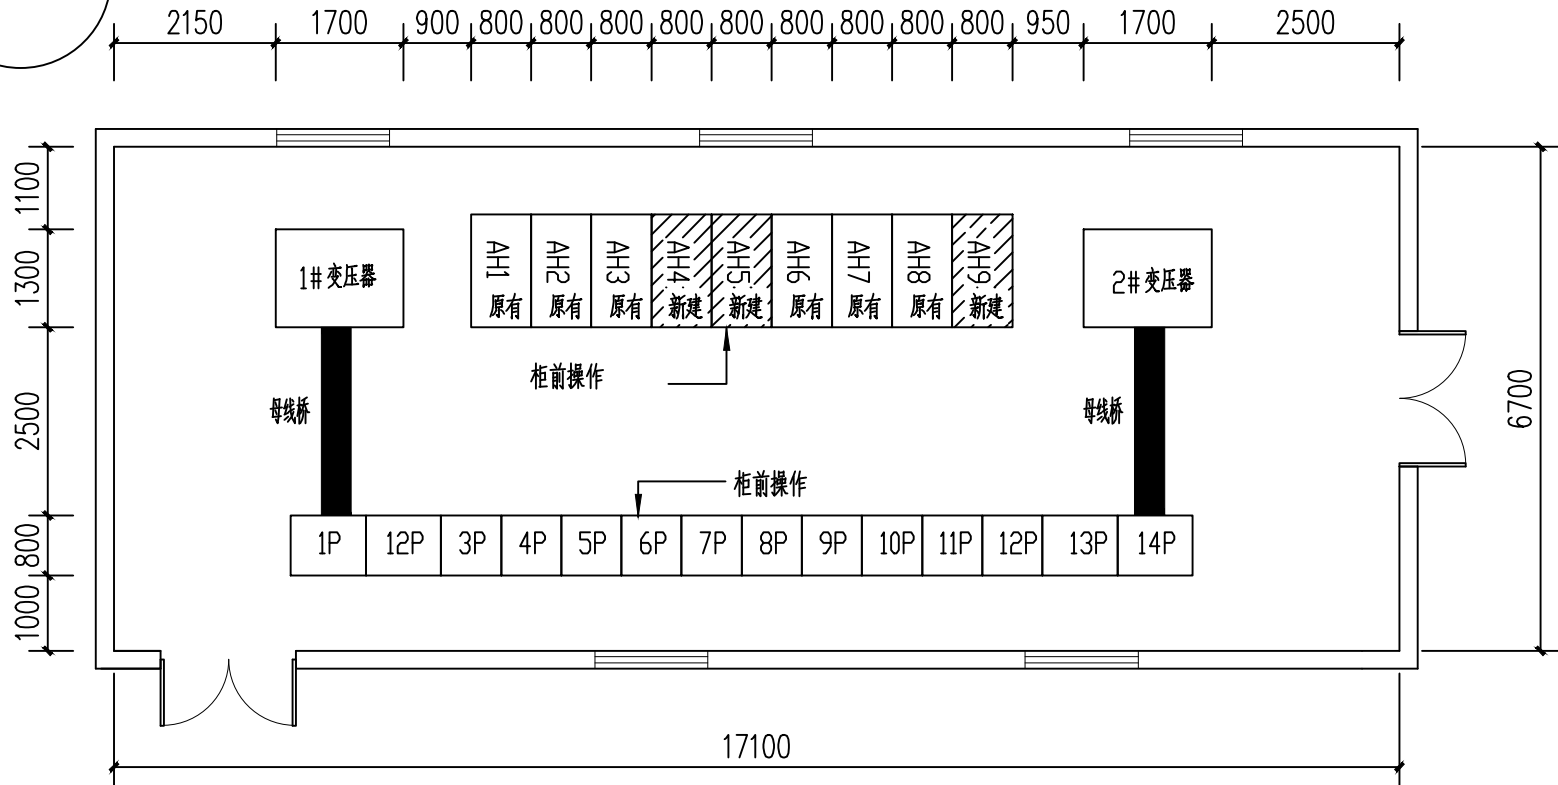 2150 1700 900 800 800 800 800 800 800 800 800 800 950 1700 2500
1100
1300
2500
800
1000
6700
1#变压器
AH1
原有
AH2
原有
AH3
原有
AH4
新建
AH5
新建
AH6
原有
AH7
原有
AH8
原有
AH9
新建
2#变压器
柜前操作
母线桥
母线桥
柜前操作
1P 12P 3P 4P 5P 6P 7P 8P 9P 10P 11P 12P 13P 14P
17100